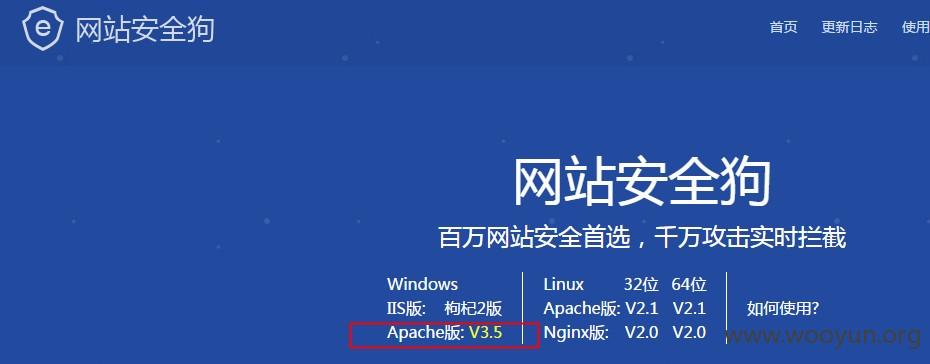 网站安全狗
首页 更新日志 使用
网站安全狗
百万网站安全首选，千万攻击实时拦截
Windows
IIS版: 枸杞2版
Apache版: V3.5
Linux 32位 64位
Apache版: V2.1 V2.1
Nginx版: V2.0 V2.0
如何使用?
www.wooyun.org